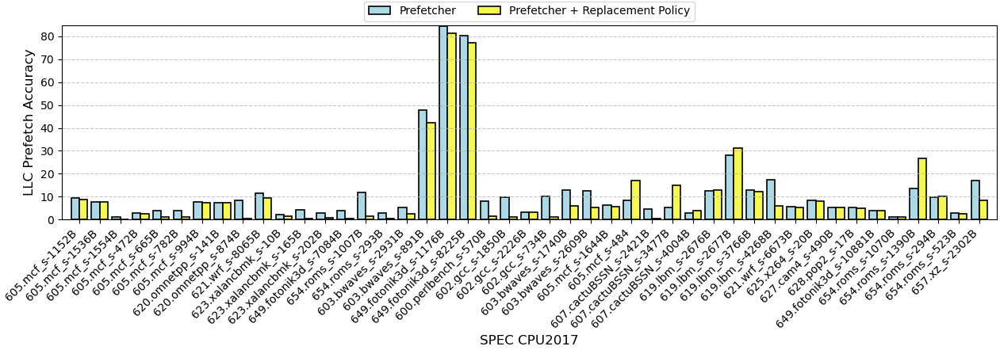 Prefetcher
Prefetcher + Replacement Policy
LLC Prefetch Accuracy
80
70
60
50
40
30
20
10
0
605.mcf_s-1152B
605.mcf_s-1536B
605.mcf_s-1554B
605.mcf_s-472B
605.mcf_s-665B
605.mcf_s-782B
605.mcf_s-994B
620.omnetpp_s-141B
620.omnetpp_s-874B
621.wrf_s-8065B
623.xalancbmk_s-10B
623.xalancbmk_s-165B
623.xalancbmk_s-202B
649.fotonik3d_s-7084B
654.roms_s-1007B
654.roms_s-293B
603.bwaves_s-2931B
603.bwaves_s-891B
649.fotonik3d_s-1176B
649.fotonik3d_s-8225B
600.perlbench_s-570B
602.gcc_s-1850B
602.gcc_s-2226B
602.gcc_s-734B
603.bwaves_s-1740B
603.bwaves_s-2609B
605.mcf_s-1644B
605.mcf_s-484
607.cactuBSSN_s-2421B
607.cactuBSSN_s-3477B
607.cactuBSSN_s-4004B
619.lbm_s-2676B
619.lbm_s-2677B
619.lbm_s-3766B
619.lbm_s-4268B
621.wrf_s-6673B
625.x264_s-20B
627.cam4_s-490B
628.pop2_s-17B
649.fotonik3d_s-10881B
654.roms_s-1070B
654.roms_s-1390B
654.roms_s-294B
654.roms_s-523B
657.xz_s-2302B
SPEC CPU2017